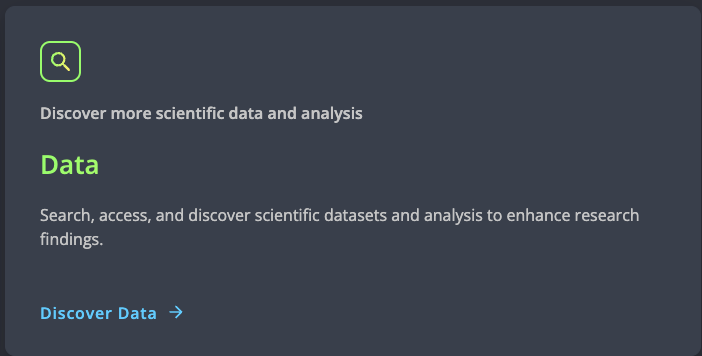 Discover more scientific data and analysis
Data
Search, access, and discover scientific datasets and analysis to enhance research
findings.
Discover Data